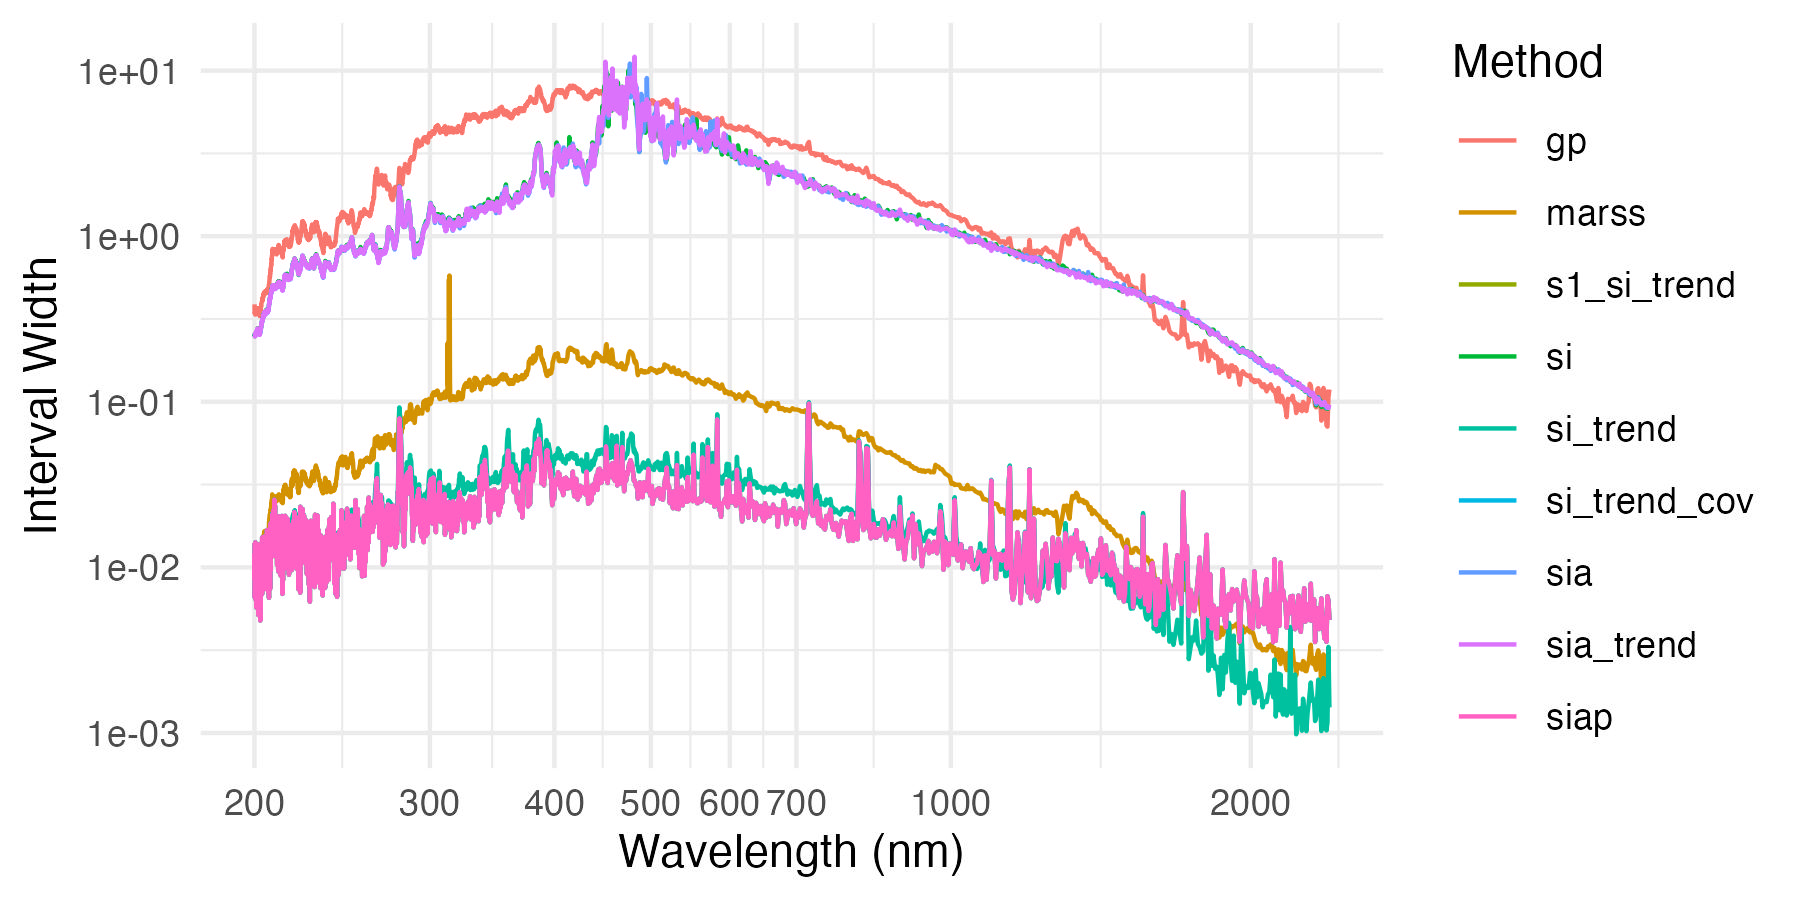 1e+01
1e+00
1e-01
1e-02
1e-03
Interval Width
200 300 400 500 600 700 1000 2000
Wavelength (nm)
Method
gp
marss
s1_si_trend
si
si_trend
si_trend_cov
sia
sia_trend
siap